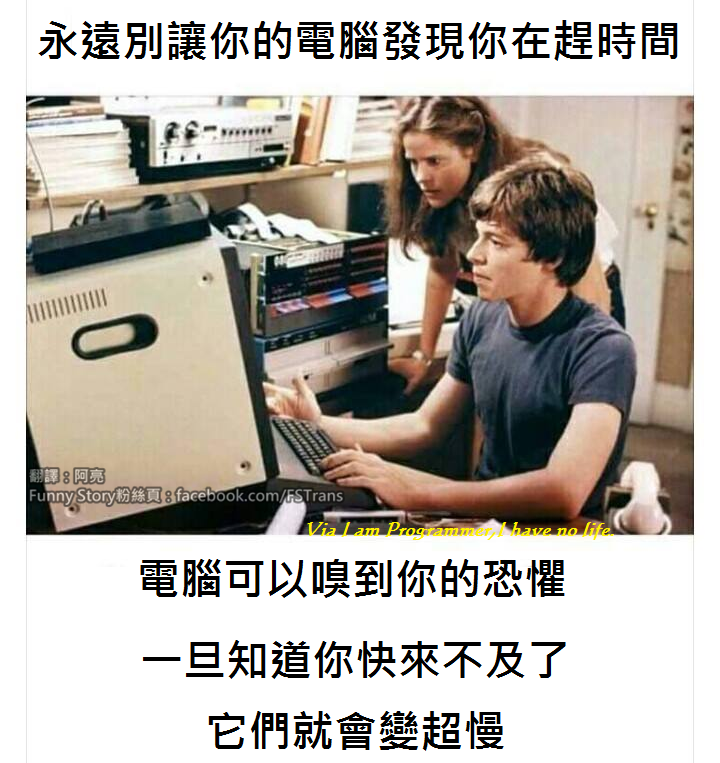 永遠別讓你的電腦發現你在趕時間
翻譯：阿亮
Funny Story粉絲頁：facebook.com/FSTrans
Via I am Programmer,I have no life.
電腦可以嗅到你的恐懼
一旦知道你快來不及了
它們就會變超慢